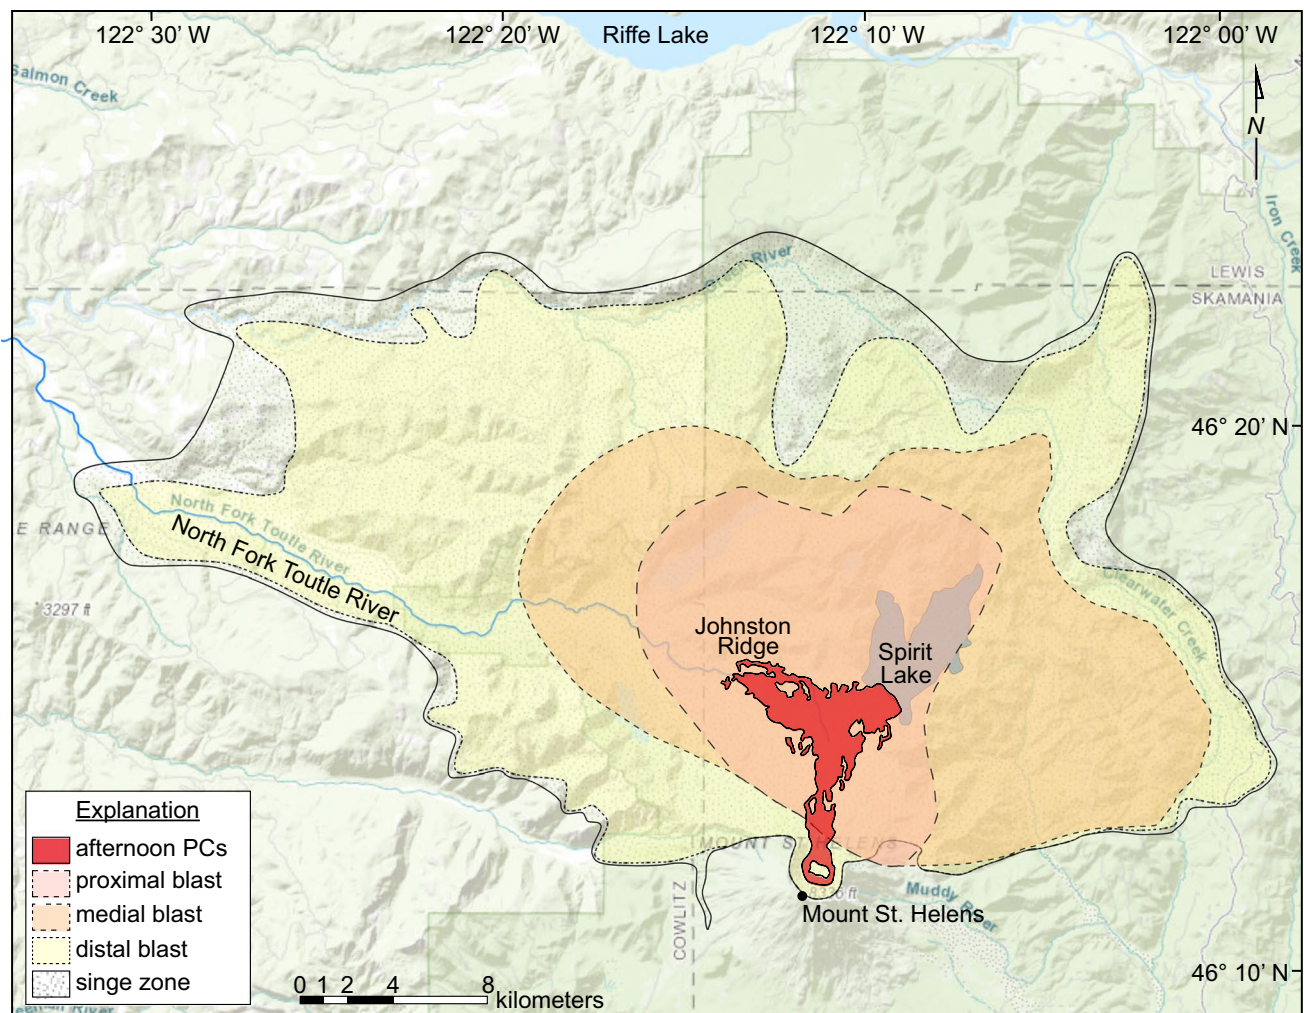 122° 30’ W
122° 20’ W
Riffe Lake
122° 10’ W
122° 00’ W
Salmon Creek
N
Iron Creek
River
LEWIS
SKAMANIA
46° 20’ N
North Fork Toutle River
North Fork Toutle River
E RANGE
3297 ft
Clearwater Creek
Johnston
Ridge
Spirit
Lake
MOUNT ST HELENS
Muddy River
Mount St. Helens
COWLITZ
46° 10’ N
Explanation
afternoon PCs
proximal blast
medial blast
distal blast
singe zone
0 1 2 4 8
kilometers
River